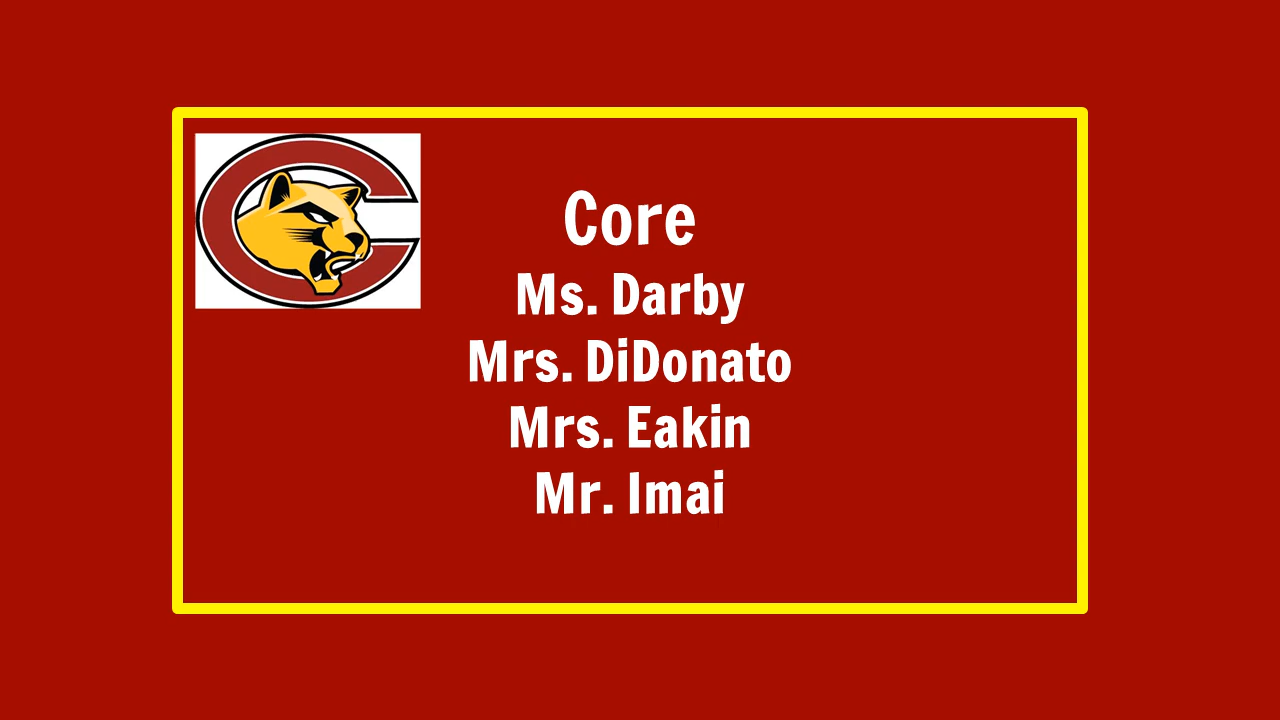 Core
Ms. Darby
Mrs. DiDonato
Mrs. Eakin
Mr. Imai